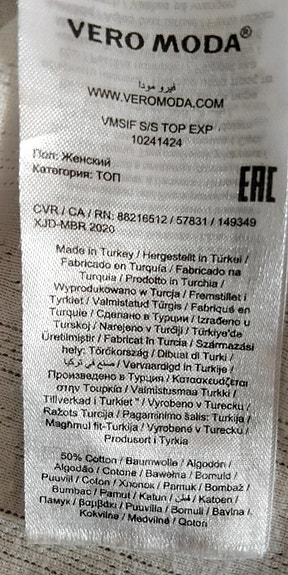 VERO MODA®
فيرو مودا
WWW.VEROMODA.COM
VMSIF S/S TOP EXP
10241424
Пол: Женский
Категория: ТОП
EAC
CVR / CA / RN: 88216512 / 57831 / 149349
XJD-MBR 2020
Made in Turkey / Hergestellt in Türkei /
Fabricado en Turquía / Fabricado na
Turquia / Prodotto in Turchia /
Wyprodukowano w Turcja / Fremstillet i
Tyrkiet / Valmistatud Türgis / Fabriqué en
Turquie / Сделано в Турции / Izrađeno u
Turskoj / Narejeno v Turčiji / Türkiye'de
Üretilmiştir / Fabricat în Turcia / Származási
hely: Törökország / Dibuat di Turki /
صنع في تركيا / Vervaardigd in Turkije /
Произведено в Турция / Κατασκευάζεται
στην Τουρκία / Valmistusmaa Turkki /
Tillverkad i Turkiet " / Vyrobeno v Turecku /
Ražots Turcija / Pagaminimo šalis: Turkija /
Maghmul fit-Turkija / Vyrobené v Turecku /
Produsert i Tyrkia
50% Cotton / Baumwolle / Algodón /
Algodão / Cotone / Bawełna / Bomuld /
Puuvill / Coton / Хлопок / Pamuk / Bombaž /
Bumbac / Pamut / Katun / قطن / Katoen /
Памук / βαμβάκι / Puuvilla / Bomull / Bavlna /
Kokvilna / Medvilnė / Qoton